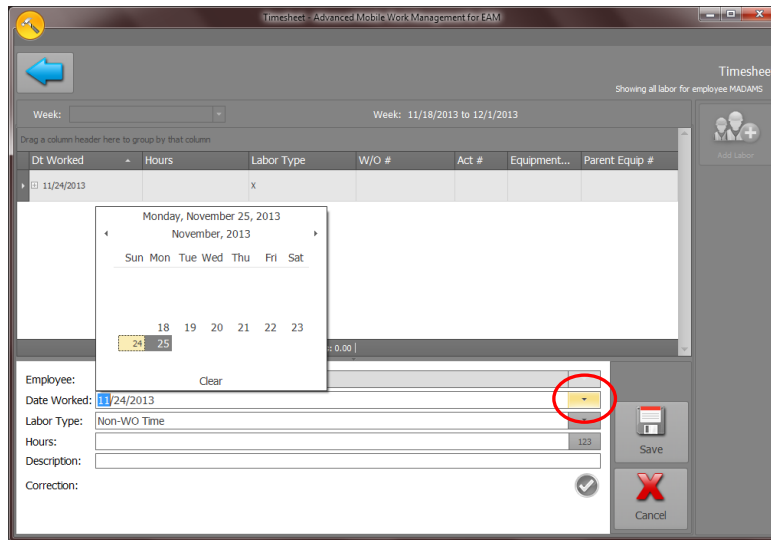 Timesheet - Advanced Mobile Work Management for EAM
Timeshee
Showing all labor for employee MADAMS
Week:
Week: 11/18/2013 to 12/1/2013
Drag a column header here to group by that column
Dt Worked Hours Labor Type W/O # Act # Equipment... Parent Equip #
Add Labor
11/24/2013 X
Monday, November 25, 2013
November, 2013
Sun Mon Tue Wed Thu Fri Sat
18 19 20 21 22 23
24 25
Clear
: 0.00
Employee:
Date Worked: 11/24/2013
Labor Type: Non-WO Time
Hours: 123
Description:
Correction:
Save
Cancel